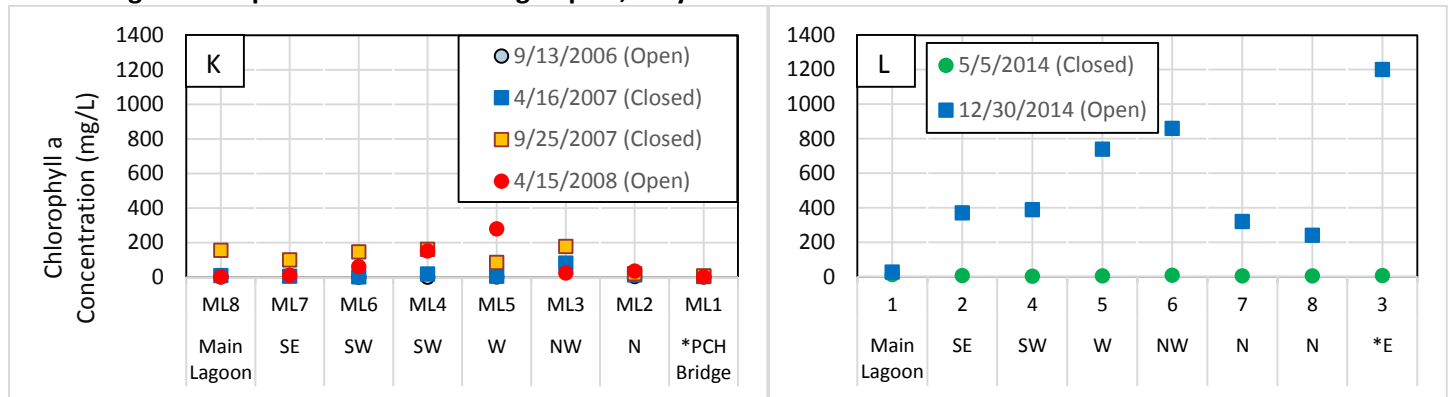 1400
1200
1000
800
600
400
200
0
Chlorophyll a
Concentration (mg/L)
K
9/13/2006 (Open)
4/16/2007 (Closed)
9/25/2007 (Closed)
4/15/2008 (Open)
ML8 ML7 ML6 ML4 ML5 ML3 ML2 ML1
Main Lagoon SE SW SW W NW N *PCH Bridge
1400
1200
1000
800
600
400
200
0
L
5/5/2014 (Closed)
12/30/2014 (Open)
1 2 4 5 6 7 8 3
Main Lagoon SE SW W NW N N *E